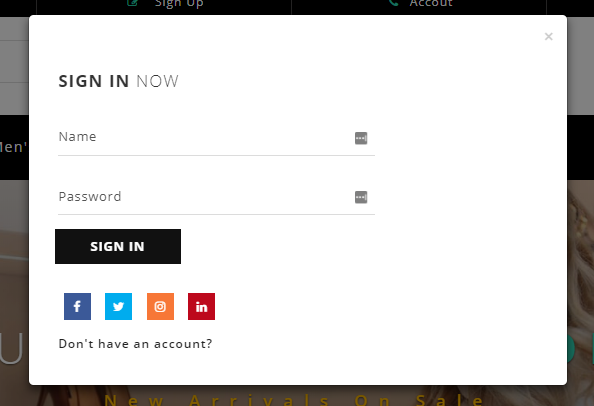 Sign Up
Accout
×
SIGN IN NOW
Name
Men'
Password
SIGN IN
f
in
Don't have an account?
U
New Arrivals On Sale